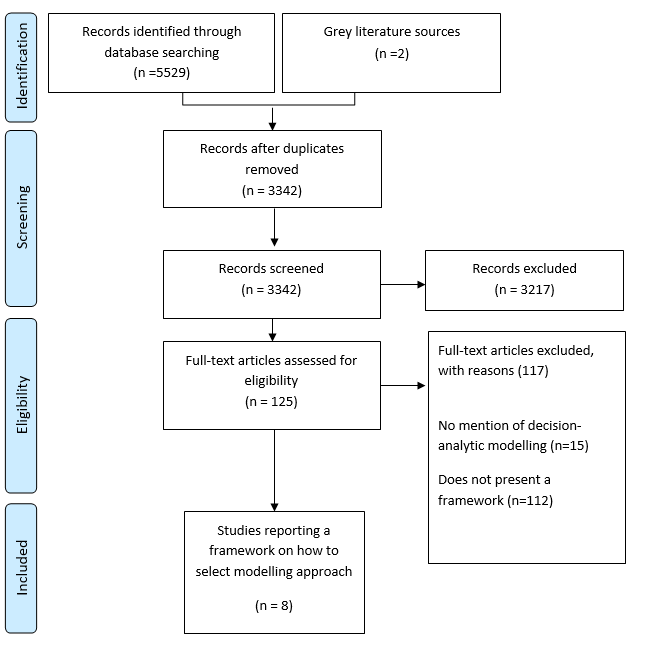 Identification
Records identified through
database searching
(n =5529)
Grey literature sources
(n =2)
Screening
Records after duplicates
removed
(n = 3342)
Records screened
(n = 3342)
Records excluded
(n = 3217)
Eligibility
Full-text articles assessed for
eligibility
(n = 125)
Full-text articles excluded,
with reasons (117)
No mention of decision-
analytic modelling (n=15)
Does not present a
framework (n=112)
Included
Studies reporting a
framework on how to
select modelling approach
(n = 8)